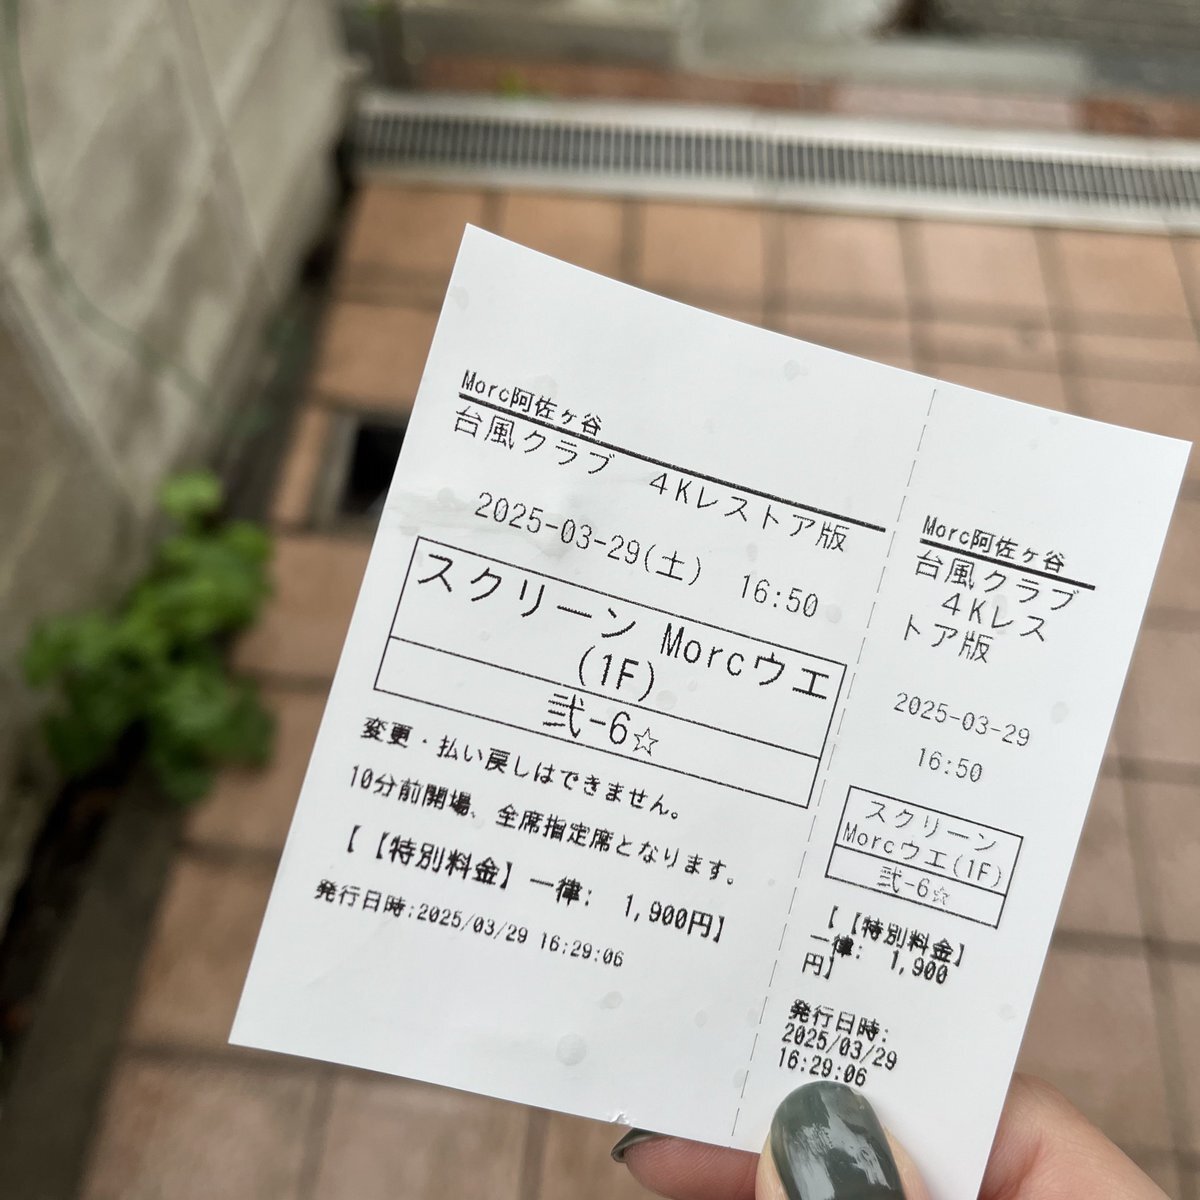 Morc阿佐ヶ谷
台風クラブ 4Kレストア版
2025-03-29(土) 16:50
スクリーン Morcウエ
(1F)
弐-6☆
変更・払い戻しはできません。
10分前開場、全席指定席となります。
【【特別料金】一律: 1,900円】
発行日時:2025/03/29 16:29:06
Morc阿佐ヶ谷
台風クラブ
4Kレス
トア版
2025-03-29
16:50
スクリーン
Morcウエ(1F)
弐-6☆
【【特別料金】
一律: 1,900
円】
発行日時:
2025/03/29
16:29:06